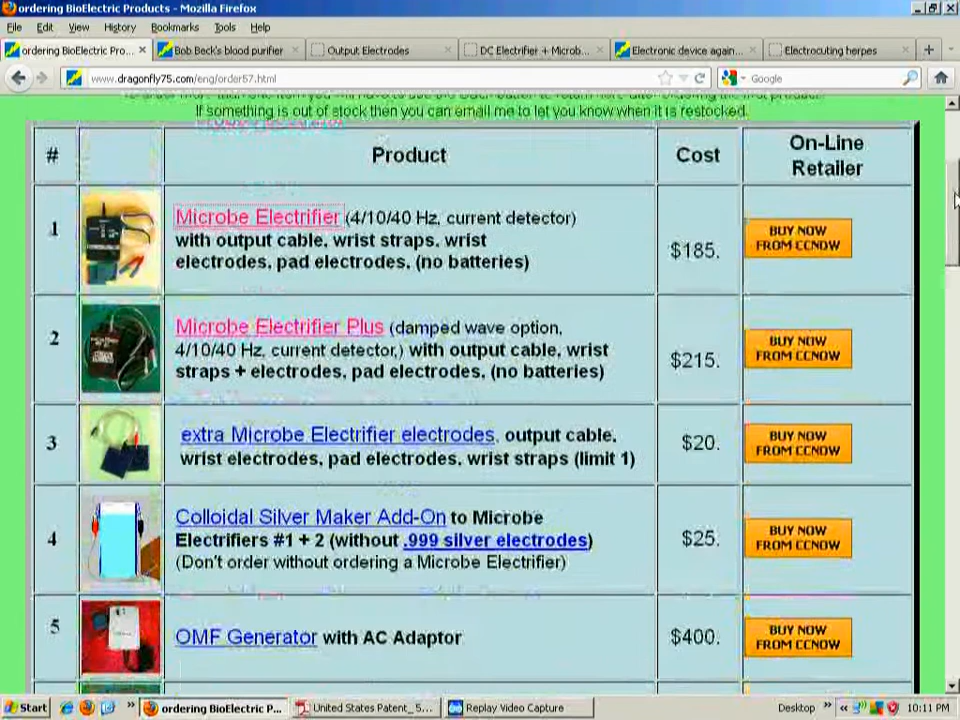 ordering BioElectric Products - Mozilla Firefox
File Edit View History Bookmarks Tools Help
ordering BioElectric Pro... Bob Beck's blood purifier Output Electrodes DC Electrifier + Microb... Electronic device again... Electrocuting herpes
www.dragonfly75.com/eng/order57.html Google
If something is out of stock then you can email me to let you know when it is restocked.
# Product Cost On-Line
Retailer
1 Microbe Electrifier (4/10/40 Hz, current detector)
with output cable, wrist straps, wrist
electrodes, pad electrodes, (no batteries)
$185.
BUY NOW
FROM CCNOW
2 Microbe Electrifier Plus (damped wave option,
4/10/40 Hz, current detector,) with output cable, wrist
straps + electrodes, pad electrodes, (no batteries)
$215.
BUY NOW
FROM CCNOW
3 extra Microbe Electrifier electrodes, output cable,
wrist electrodes, pad electrodes, wrist straps (limit 1)
$20.
BUY NOW
FROM CCNOW
4 Colloidal Silver Maker Add-On to Microbe
Electrifiers #1 + 2 (without .999 silver electrodes)
(Don't order without ordering a Microbe Electrifier)
$25.
BUY NOW
FROM CCNOW
5 OMF Generator with AC Adaptor
$400.
BUY NOW
FROM CCNOW
Start ordering BioElectric P... United States Patent_ 5... Replay Video Capture Desktop 10:11 PM